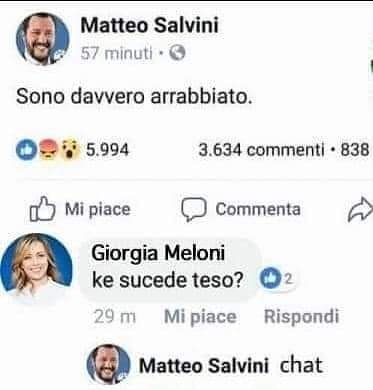 Matteo Salvini
57 minuti ·
Sono davvero arrabbiato.
5.994 3.634 commenti • 838
Mi piace Commenta
Giorgia Meloni
ke sucede teso? 2
29 m Mi piace Rispondi
Matteo Salvini chat